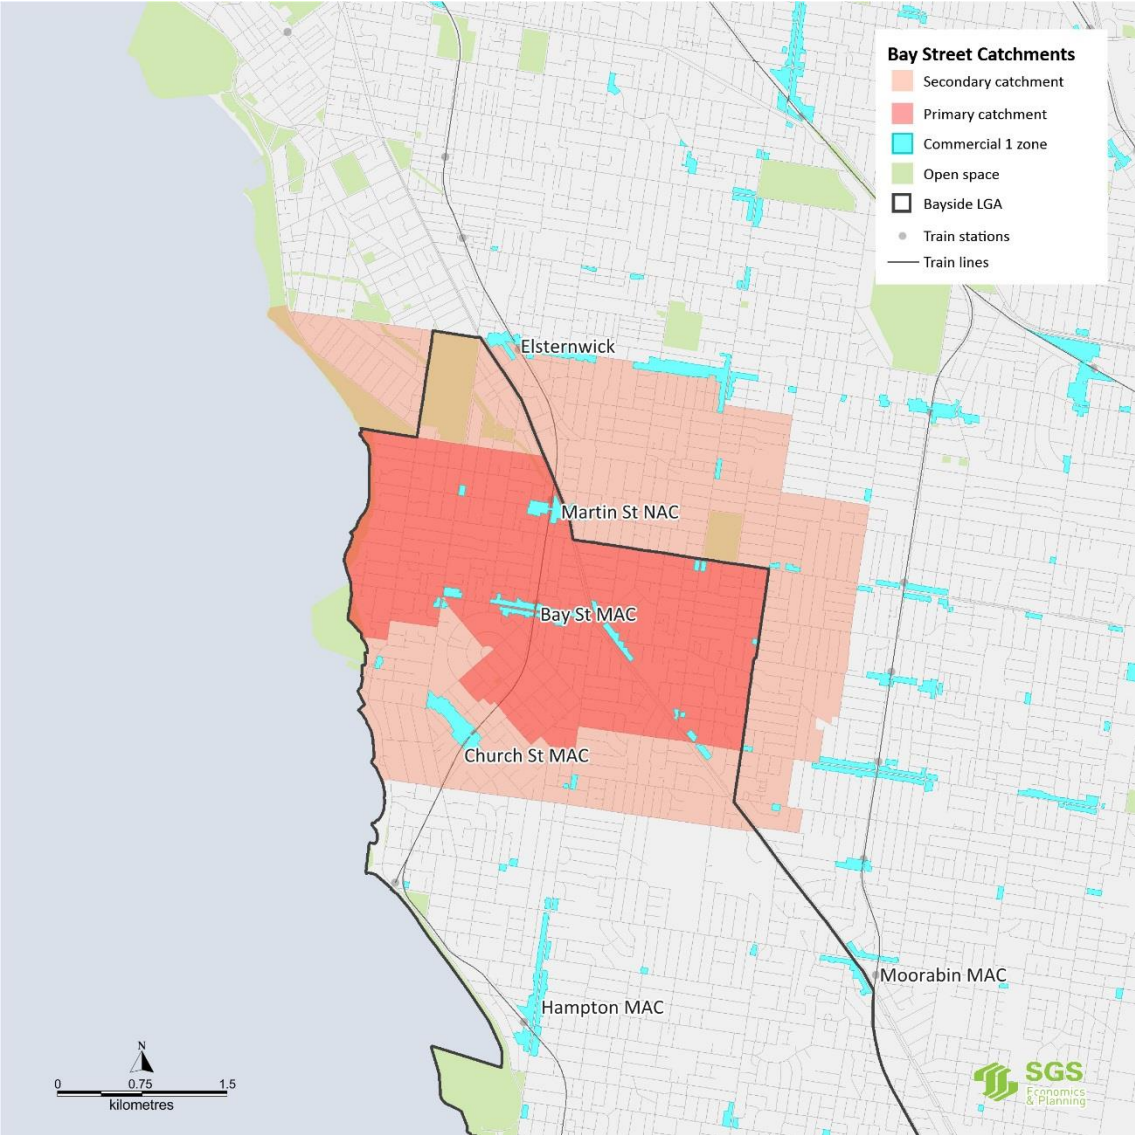 Bay Street Catchments
Secondary catchment
Primary catchment
Commercial 1 zone
Open space
Bayside LGA
Train stations
Train lines
Elsternwick
Martin St NAC
Bay St MAC
Church St MAC
Moorabin MAC
Hampton MAC
N
0 0.75 1.5
kilometres
SGS
Economics
& Planning